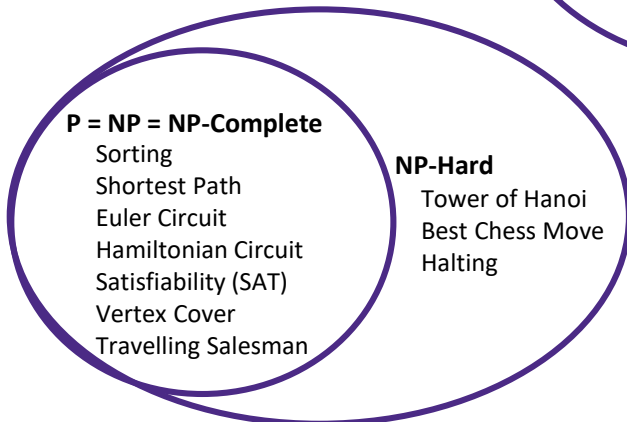 P = NP = NP-Complete
Sorting
Shortest Path
Euler Circuit
Hamiltonian Circuit
Satisfiability (SAT)
Vertex Cover
Travelling Salesman
NP-Hard
Tower of Hanoi
Best Chess Move
Halting